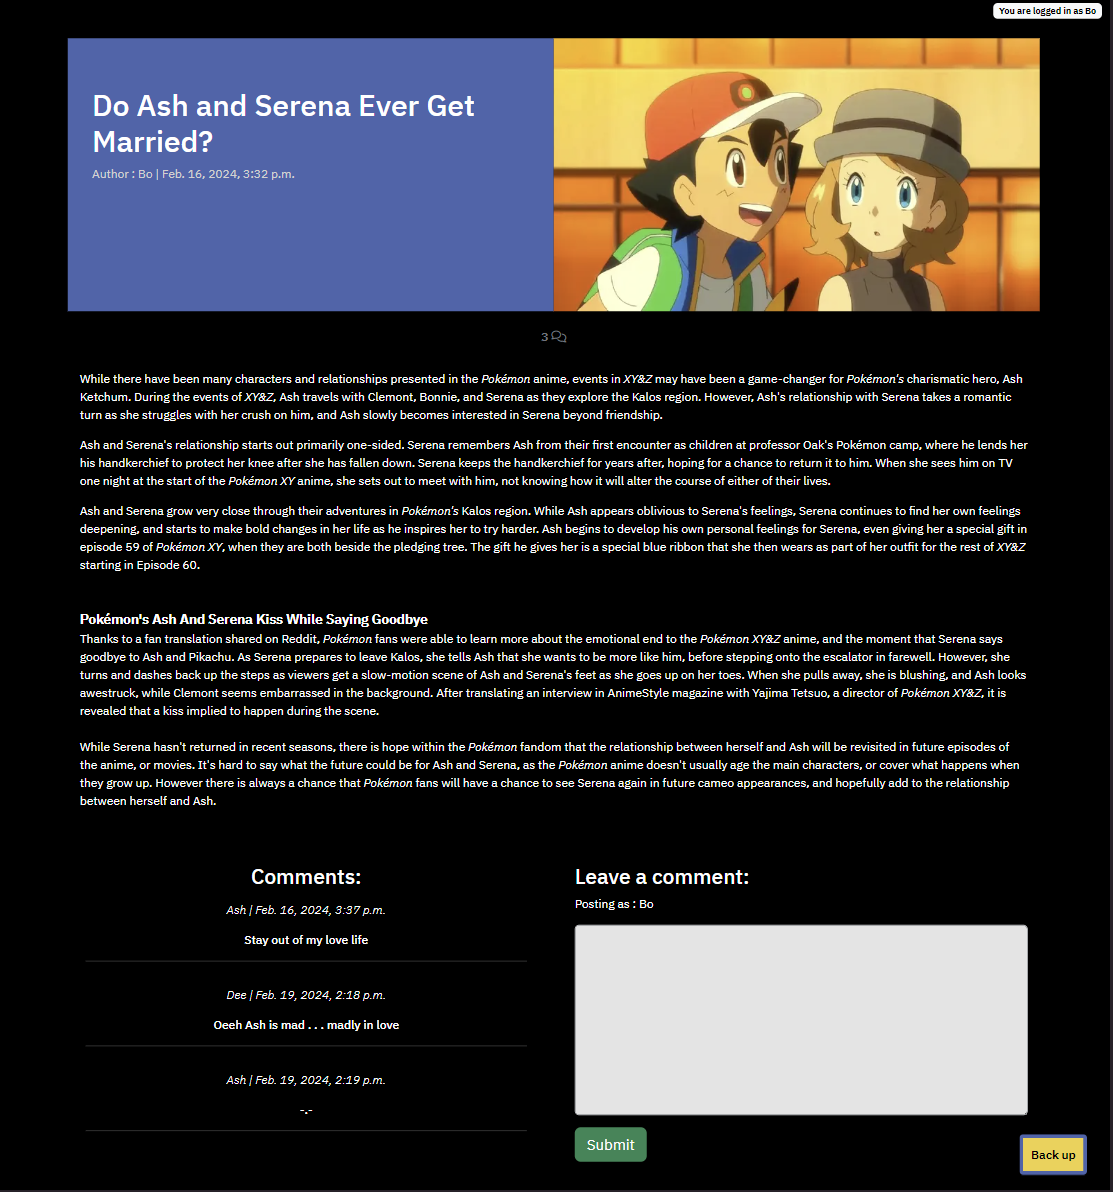 You are logged in as Bo
Do Ash and Serena Ever Get
Married?
Author : Bo | Feb. 16, 2024, 3:32 p.m.
3
While there have been many characters and relationships presented in the Pokémon anime, events in XY&Z may have been a game-changer for Pokémon's charismatic hero, Ash
Ketchum. During the events of XY&Z, Ash travels with Clemont, Bonnie, and Serena as they explore the Kalos region. However, Ash's relationship with Serena takes a romantic
turn as she struggles with her crush on him, and Ash slowly becomes interested in Serena beyond friendship.
Ash and Serena's relationship starts out primarily one-sided. Serena remembers Ash from their first encounter as children at professor Oak's Pokémon camp, where he lends her
his handkerchief to protect her knee after she has fallen down. Serena keeps the handkerchief for years after, hoping for a chance to return it to him. When she sees him on TV
one night at the start of the Pokémon XY anime, she sets out to meet with him, not knowing how it will alter the course of either of their lives.
Ash and Serena grow very close through their adventures in Pokémon's Kalos region. While Ash appears oblivious to Serena's feelings, Serena continues to find her own feelings
deepening, and starts to make bold changes in her life as he inspires her to try harder. Ash begins to develop his own personal feelings for Serena, even giving her a special gift in
episode 59 of Pokémon XY, when they are both beside the pledging tree. The gift he gives her is a special blue ribbon that she then wears as part of her outfit for the rest of XY&Z
starting in Episode 60.
Pokémon's Ash And Serena Kiss While Saying Goodbye
Thanks to a fan translation shared on Reddit, Pokémon fans were able to learn more about the emotional end to the Pokémon XY&Z anime, and the moment that Serena says
goodbye to Ash and Pikachu. As Serena prepares to leave Kalos, she tells Ash that she wants to be more like him, before stepping onto the escalator in farewell. However, she
turns and dashes back up the steps as viewers get a slow-motion scene of Ash and Serena's feet as she goes up on her toes. When she pulls away, she is blushing, and Ash looks
awestruck, while Clemont seems embarrassed in the background. After translating an interview in AnimeStyle magazine with Yajima Tetsuo, a director of Pokémon XY&Z, it is
revealed that a kiss implied to happen during the scene.
While Serena hasn't returned in recent seasons, there is hope within the Pokémon fandom that the relationship between herself and Ash will be revisited in future episodes of
the anime, or movies. It's hard to say what the future could be for Ash and Serena, as the Pokémon anime doesn't usually age the main characters, or cover what happens when
they grow up. However there is always a chance that Pokémon fans will have a chance to see Serena again in future cameo appearances, and hopefully add to the relationship
between herself and Ash.
Comments:
Ash | Feb. 16, 2024, 3:37 p.m.
Stay out of my love life
Dee | Feb. 19, 2024, 2:18 p.m.
Oeeh Ash is mad . . . madly in love
Ash | Feb. 19, 2024, 2:19 p.m.
-.-
Leave a comment:
Posting as : Bo
Submit
Back up